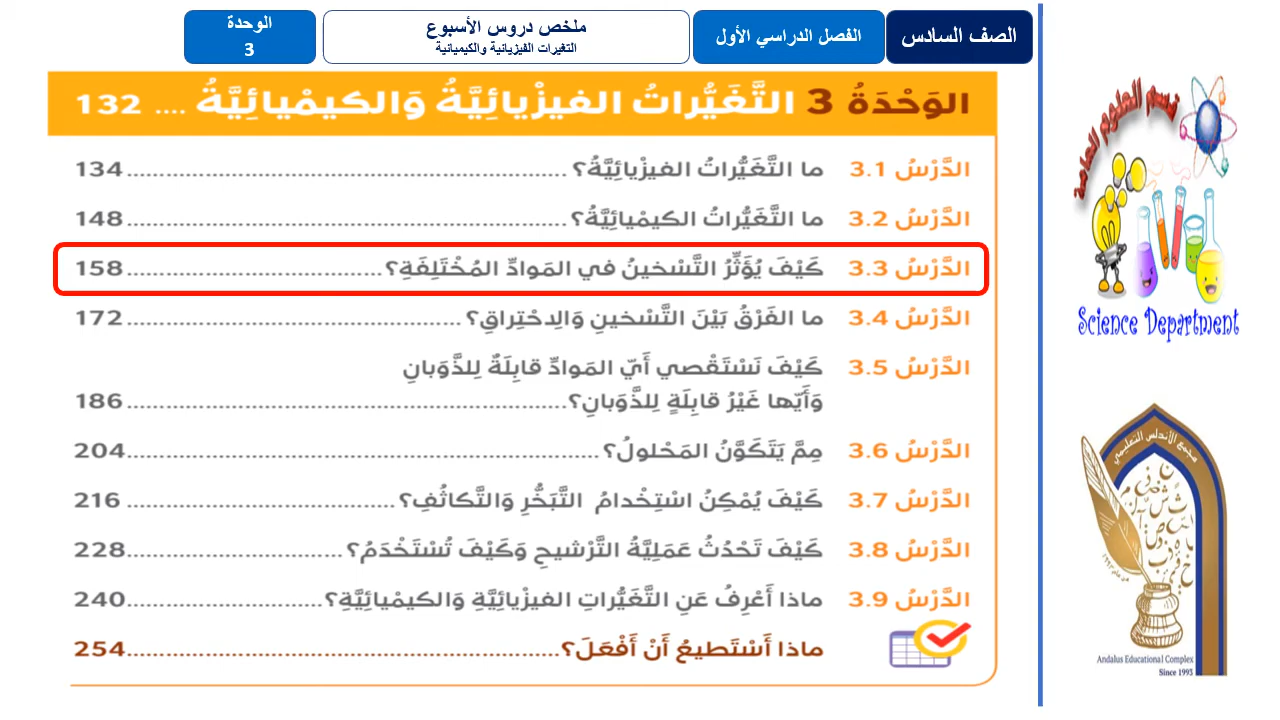 الصف السادس
الفصل الدراسي الأول
ملخص دروس الأسبوع
التغيرات الفيزيائية والكيميائية
الوحدة
3
الوَحْدَةُ 3 التَّغَيُّراتُ الفيزْيائِيَّةُ وَالكيمْيائِيَّةُ .... 132
الدَّرْسُ 3.1 ما التَّغَيُّراتُ الفيزْيائِيَّةُ؟ ............ 134
الدَّرْسُ 3.2 ما التَّغَيُّراتُ الكيمْيائِيَّةُ؟ ............ 148
الدَّرْسُ 3.3 كَيْفَ يُؤَثِّرُ التَّسْخينُ في المَوادِّ المُخْتَلِفَةِ؟ ............ 158
الدَّرْسُ 3.4 ما الفَرْقُ بَيْنَ التَّسْخينِ وَالِاحْتِراقِ؟ ............ 172
الدَّرْسُ 3.5 كَيْفَ نَسْتَقْصي أَيّ المَوادِّ قابِلَةٌ لِلذَّوَبانِ
وَأَيّها غَيْرُ قابِلَةٍ لِلذَّوَبانِ؟ ............ 186
الدَّرْسُ 3.6 مِمَّ يَتَكَوَّنُ المَحْلولُ؟ ............ 204
الدَّرْسُ 3.7 كَيْفَ يُمْكِنُ اسْتِخْدامُ التَّبَخُّرِ وَالتَّكاثُفِ؟ ............ 216
الدَّرْسُ 3.8 كَيْفَ تَحْدُثُ عَمَلِيَّةُ التَّرْشيحِ وَكَيْفَ تُسْتَخْدَمُ؟ ............ 228
الدَّرْسُ 3.9 ماذا أَعْرِفُ عَنِ التَّغَيُّراتِ الفيزْيائِيَّةِ وَالكيمْيائِيَّةِ؟ ............ 240
ماذا أَسْتَطيعُ أَنْ أَفْعَلَ؟ ............ 254
قسم العلوم العامة
Science Department
مجمع الأندلس التعليمي
Andalus Educational Complex
Since 1993